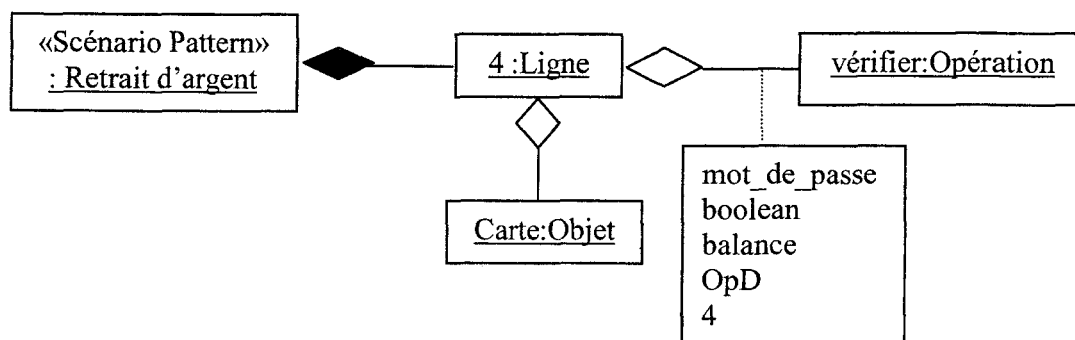 «Scénario Pattern»
: Retrait d’argent
4 :Ligne
vérifier:Opération
Carte:Objet
mot_de_passe
boolean
balance
OpD
4